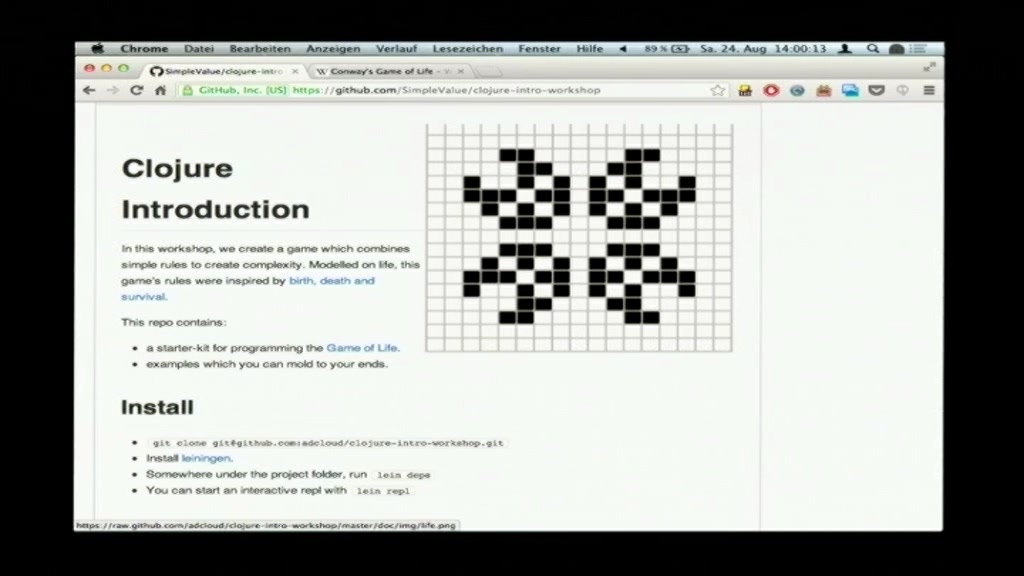 Chrome Datei Bearbeiten Anzeigen Verlauf Lesezeichen Fenster Hilfe 89 % Sa. 24. Aug 14:00:13
SimpleValue/clojure-intro
Conway's Game of Life -
GitHub, Inc. [US] https://github.com/SimpleValue/clojure-intro-workshop
Clojure
Introduction
In this workshop, we create a game which combines
simple rules to create complexity. Modelled on life, this
game's rules were inspired by birth, death and
survival.
This repo contains:
• a starter-kit for programming the Game of Life.
• examples which you can mold to your ends.
Install
• git clone git@github.com:adcloud/clojure-intro-workshop.git
• Install leiningen.
• Somewhere under the project folder, run lein deps
• You can start an interactive repl with lein repl
https://raw.github.com/adcloud/clojure-intro-workshop/master/doc/img/life.png